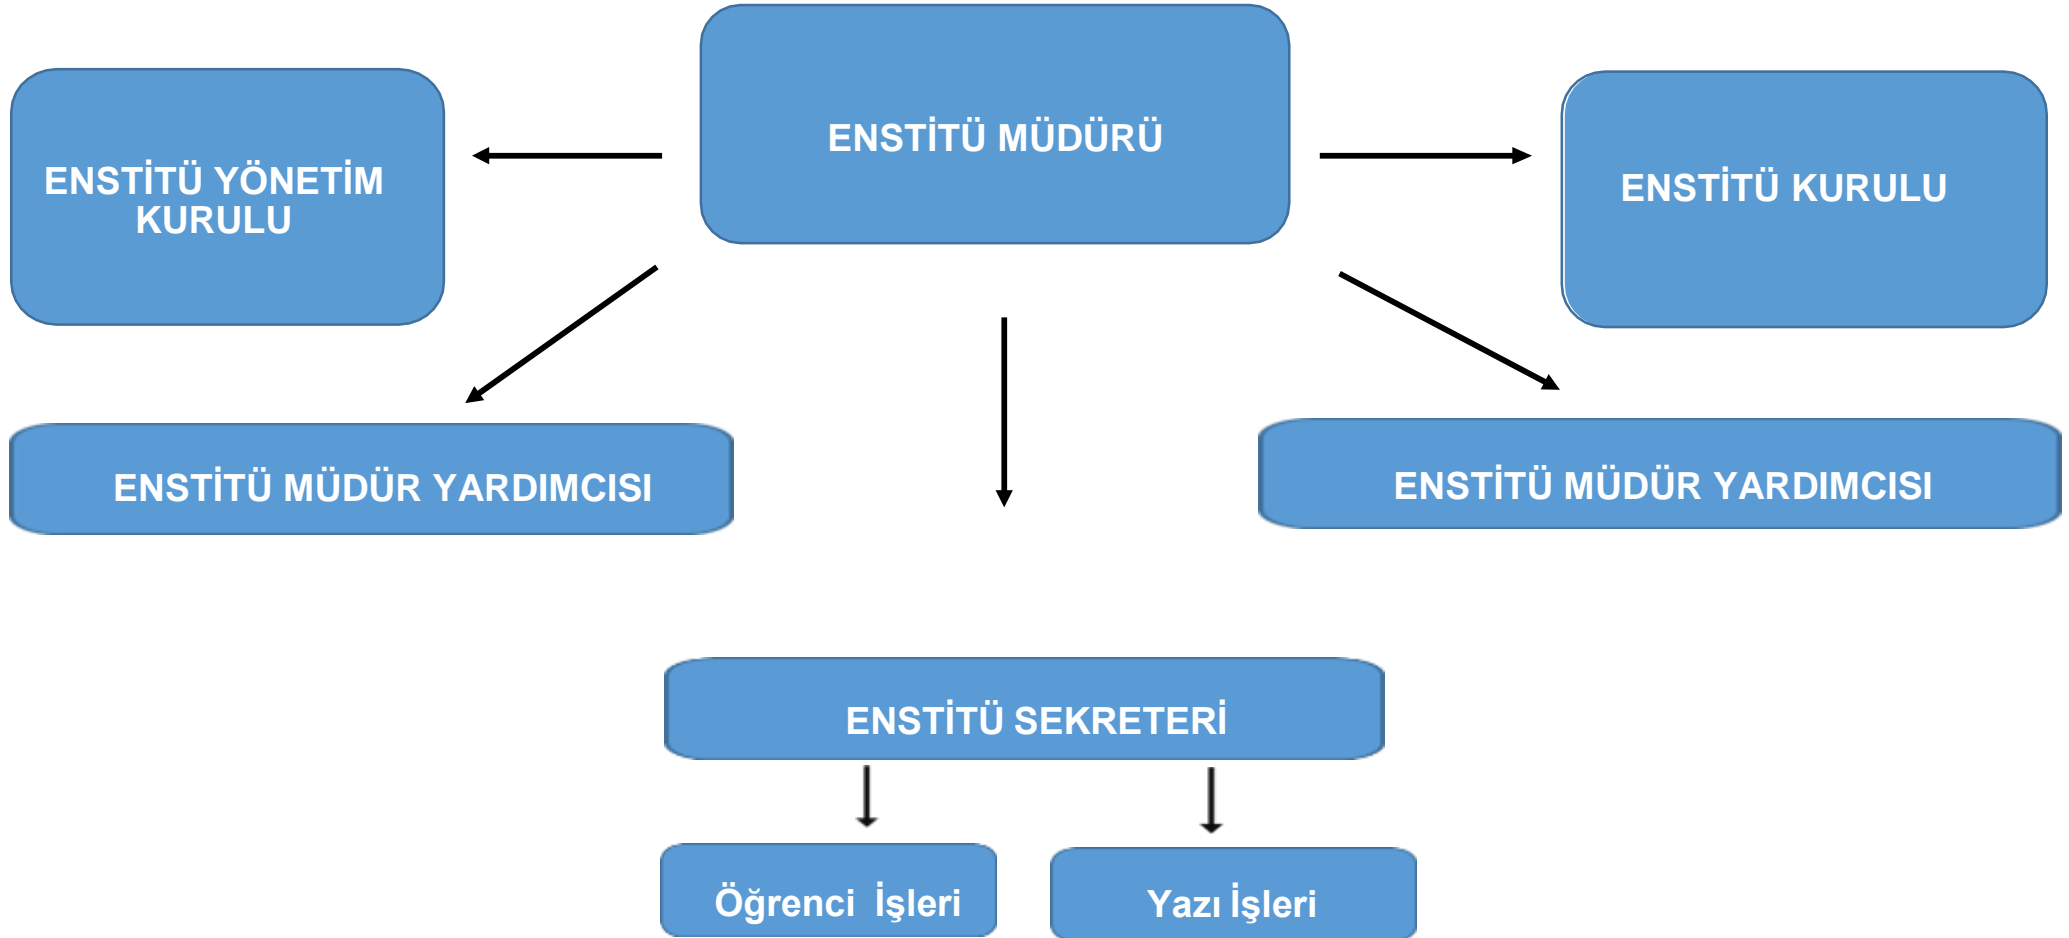 ENSTİTÜ MÜDÜRÜ
ENSTİTÜ YÖNETİM
KURULU
ENSTİTÜ KURULU
ENSTİTÜ MÜDÜR YARDIMCISI
ENSTİTÜ MÜDÜR YARDIMCISI
ENSTİTÜ SEKRETERİ
Öğrenci İşleri
Yazı İşleri